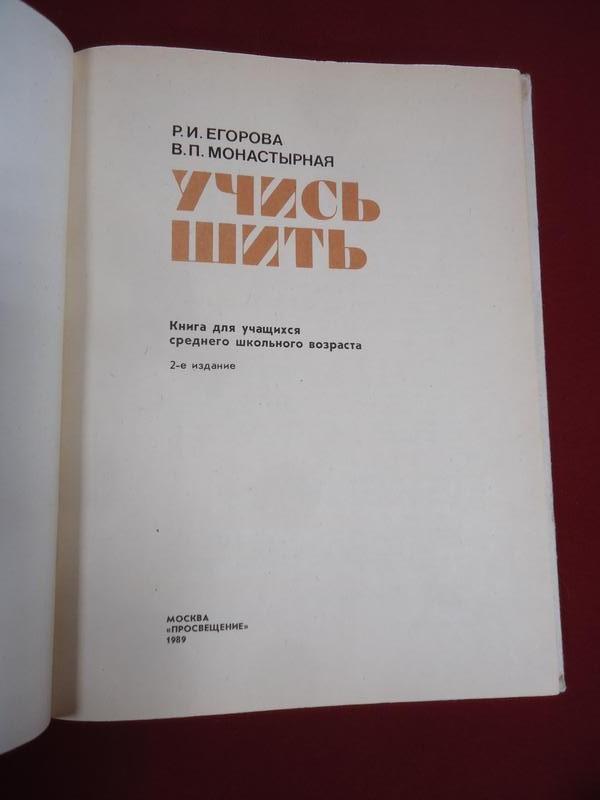 Р.И. ЕГОРОВА
В.П. МОНАСТЫРНАЯ
УЧИСЬ
ШИТЬ
Книга для учащихся
среднего школьного возраста
2-е издание
МОСКВА
«ПРОСВЕЩЕНИЕ»
1989